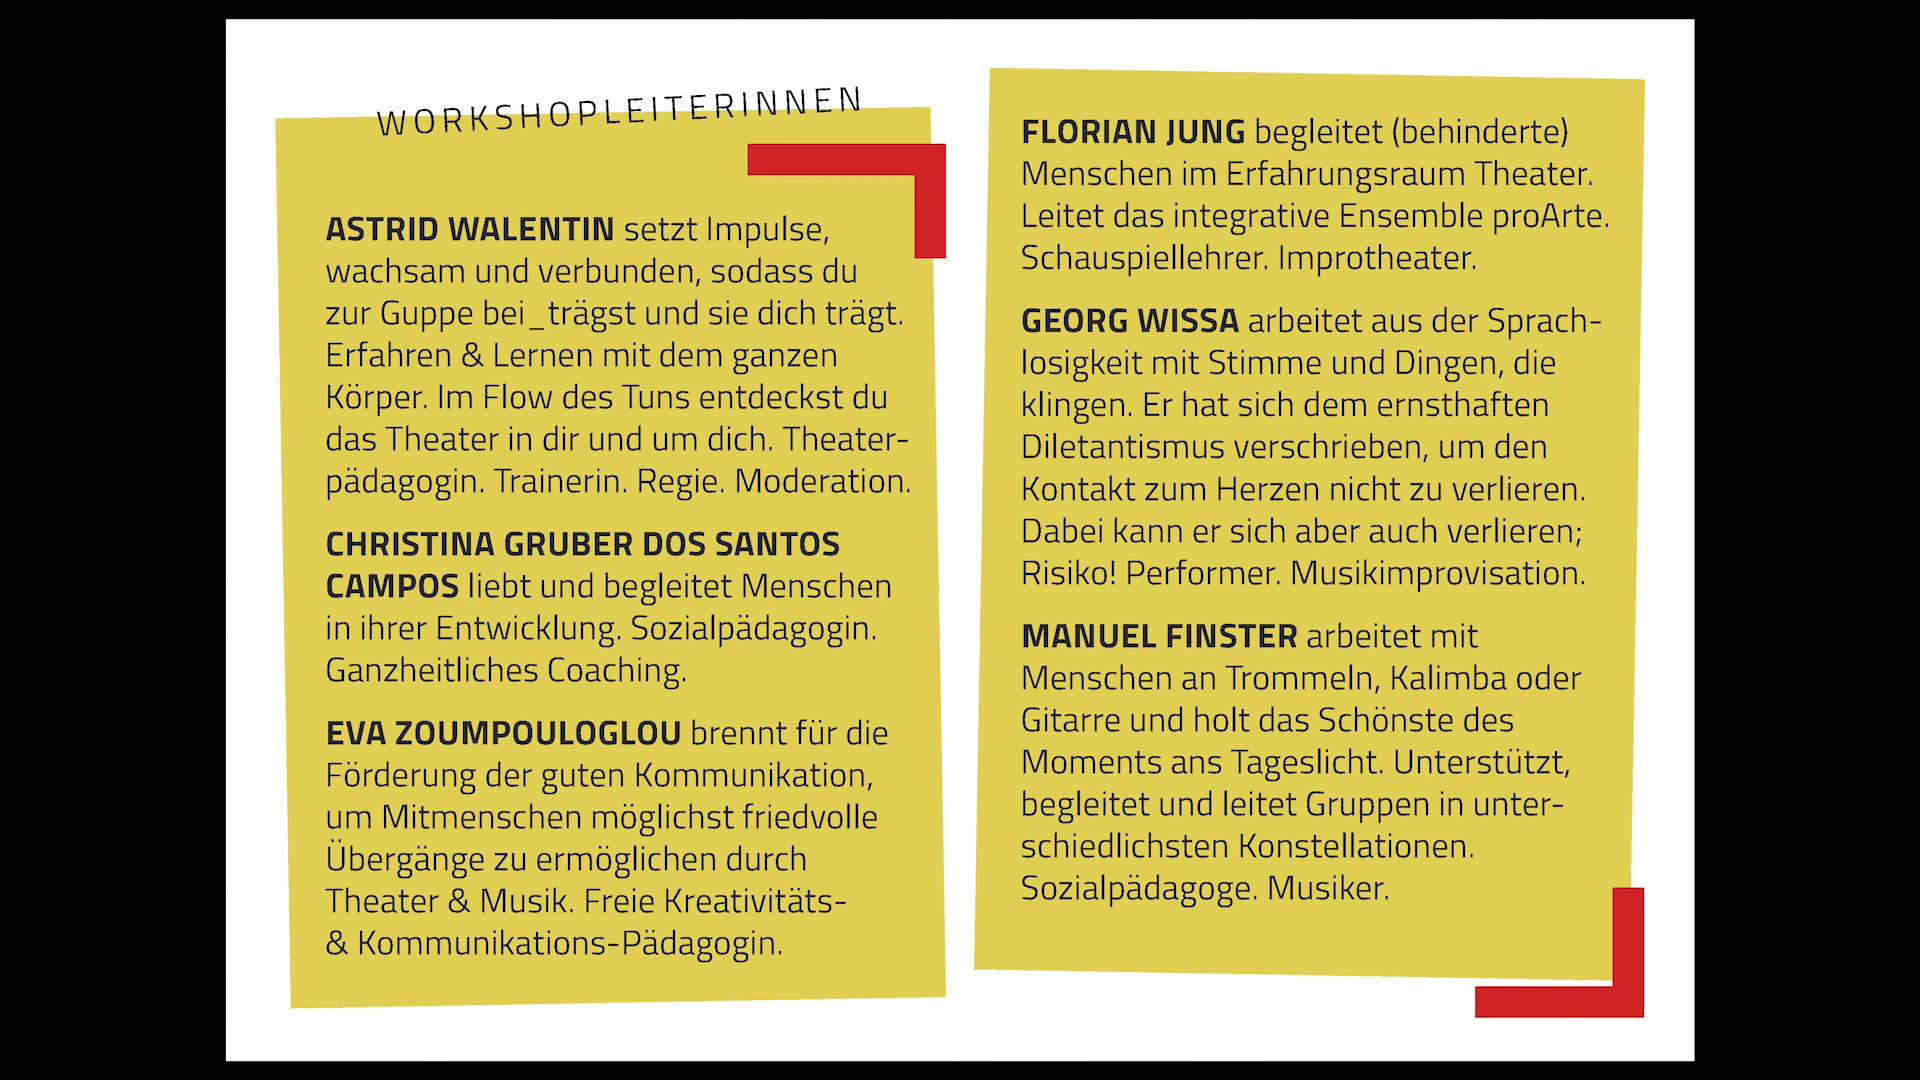 WORKSHOPLEITERINNEN
ASTRID WALENTIN setzt Impulse,
wachsam und verbunden, sodass du
zur Guppe bei_trägst und sie dich trägt.
Erfahren & Lernen mit dem ganzen
Körper. Im Flow des Tuns entdeckst du
das Theater in dir und um dich. Theater-
pädagogin. Trainerin. Regie. Moderation.
CHRISTINA GRUBER DOS SANTOS
CAMPOS liebt und begleitet Menschen
in ihrer Entwicklung. Sozialpädagogin.
Ganzheitliches Coaching.
EVA ZOUMPOULOGLOU brennt für die
Förderung der guten Kommunikation,
um Mitmenschen möglichst friedvolle
Übergänge zu ermöglichen durch
Theater & Musik. Freie Kreativitäts-
& Kommunikations-Pädagogin.
FLORIAN JUNG begleitet (behinderte)
Menschen im Erfahrungsraum Theater.
Leitet das integrative Ensemble proArte.
Schauspiellehrer. Improtheater.
GEORG WISSA arbeitet aus der Sprach-
losigkeit mit Stimme und Dingen, die
klingen. Er hat sich dem ernsthaften
Diletantismus verschrieben, um den
Kontakt zum Herzen nicht zu verlieren.
Dabei kann er sich aber auch verlieren;
Risiko! Performer. Musikimprovisation.
MANUEL FINSTER arbeitet mit
Menschen an Trommeln, Kalimba oder
Gitarre und holt das Schönste des
Moments ans Tageslicht. Unterstützt,
begleitet und leitet Gruppen in unter-
schiedlichsten Konstellationen.
Sozialpädagoge. Musiker.